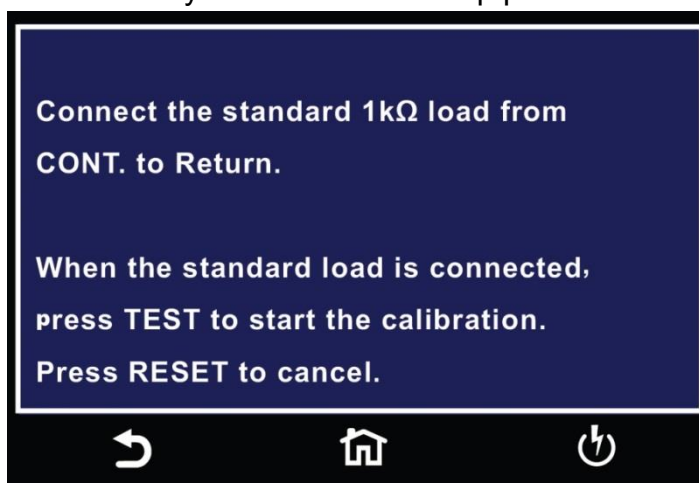 Connect the standard 1kΩ load from
CONT. to Return.
When the standard load is connected,
press TEST to start the calibration.
Press RESET to cancel.